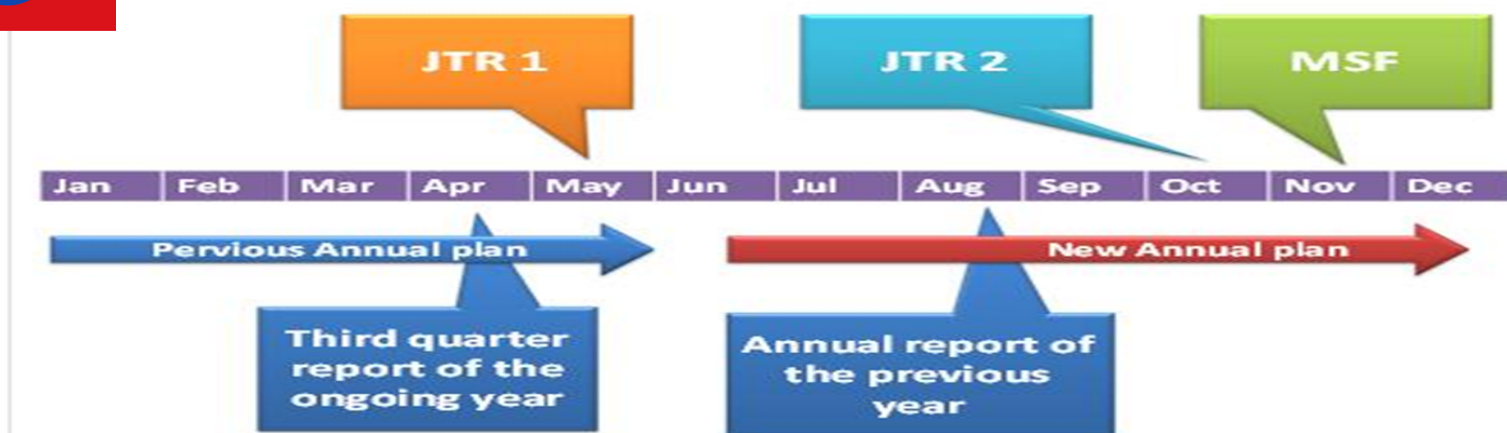 JTR 1
JTR 2
MSF
Jan Feb Mar Apr May Jun Jul Aug Sep Oct Nov Dec
Pervious Annual plan
New Annual plan
Third quarter
report of the
ongoing year
Annual report of
the previous
year